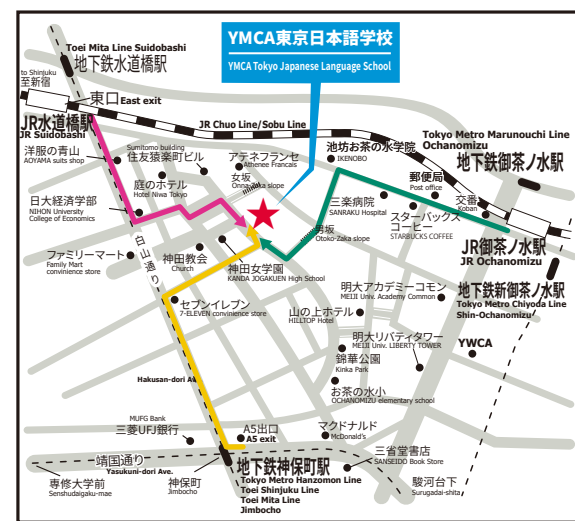 Toei Mita Line Suidobashi
地下鉄水道橋駅
YMCA東京日本語学校
YMCA Tokyo Japanese Language School
to Shinjuku
至新宿
東口East exit
JR水道橋駅
JR Suidobashi
JR Chuo Line/Sobu Line
Tokyo Metro Marunouchi Line
Ochanomizu
地下鉄御茶ノ水駅
洋服の青山
AOYAMA suits shop
Sumitomo building
住友猿楽町ビル
アテネフランセ
Athenee Francais
池坊お茶の水学院
IKENOBO
女坂
Onna-Zaka slope
庭のホテル
Hotel Niwa Tokyo
郵便局
Post office
三楽病院
SANRAKU Hospital
交番
Koban
スターバックス
コーヒー
STARBUCKS COFFEE
日大経済学部
NIHON University
College of Economics
男坂
Otoko-Zaka slope
JR御茶ノ水駅
JR Ochanomizu
白山通り
ファミリーマート
Family Mart
convinience store
神田教会
Church
神田女学園
KANDA JOGAKUEN High School
地下鉄新御茶ノ水駅
Tokyo Metro Chiyoda Line
Shin-Ochanomizu
明大アカデミーコモン
MEIJI Univ. Academy Common
セブンイレブン
7-ELEVEN convinience store
山の上ホテル
HILLTOP Hotel
明大リバティタワー
MEIJI Univ. LIBERTY TOWER
YWCA
錦華公園
Kinka Park
Hakusan-dori Av
お茶の水小
OCHANOMIZU elementary school
MUFG Bank
三菱UFJ銀行
A5出口
A5 exit
マクドナルド
McDonald's
三省堂書店
SANSEIDO Book Store
靖国通り
Yasukuni-dori Ave.
地下鉄神保町駅
Tokyo Metro Hanzomon Line
Toei Shinjuku Line
Toei Mita Line
Jimbocho
専修大学前
Senshudaigaku-mae
神保町
Jimbocho
駿河台下
Surugadai-shita